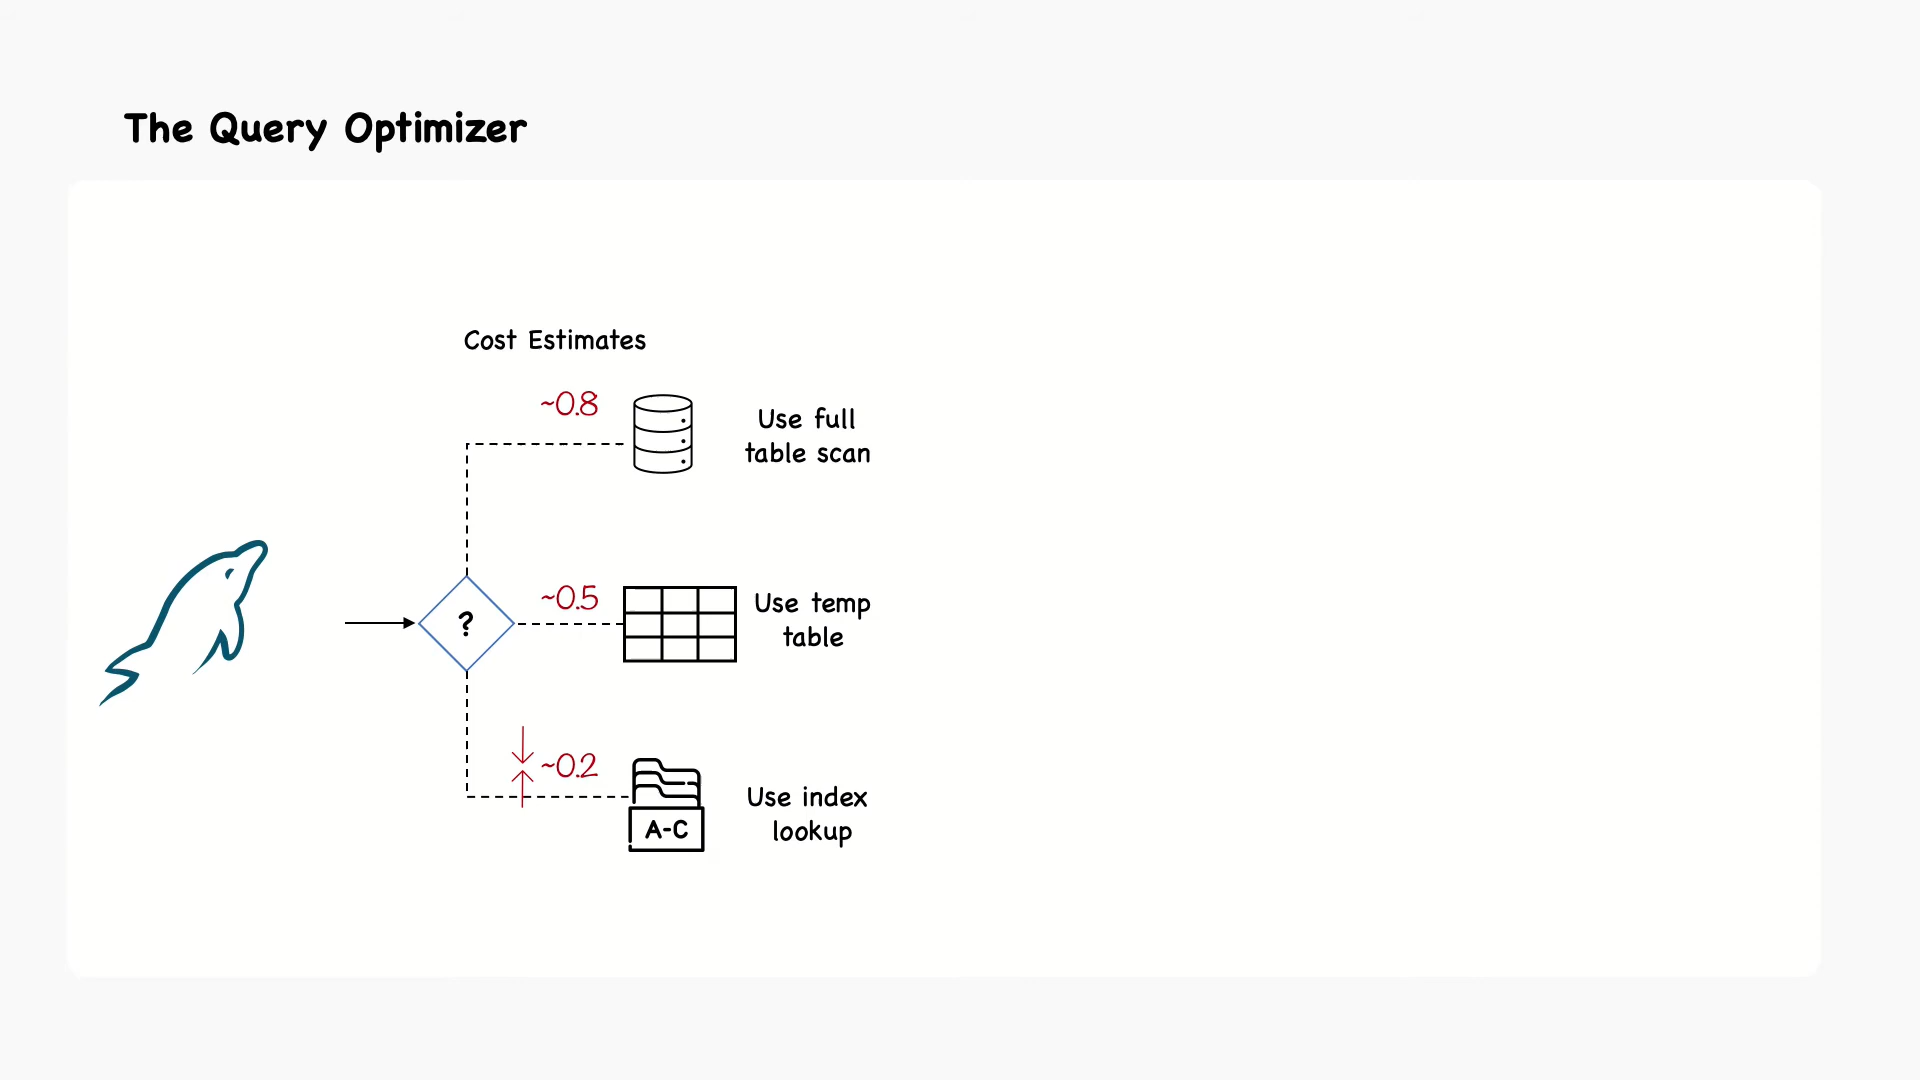 The Query Optimizer
Cost Estimates
~0.8
Use full
table scan
?
~0.5
Use temp
table
~0.2
A-C
Use index
lookup